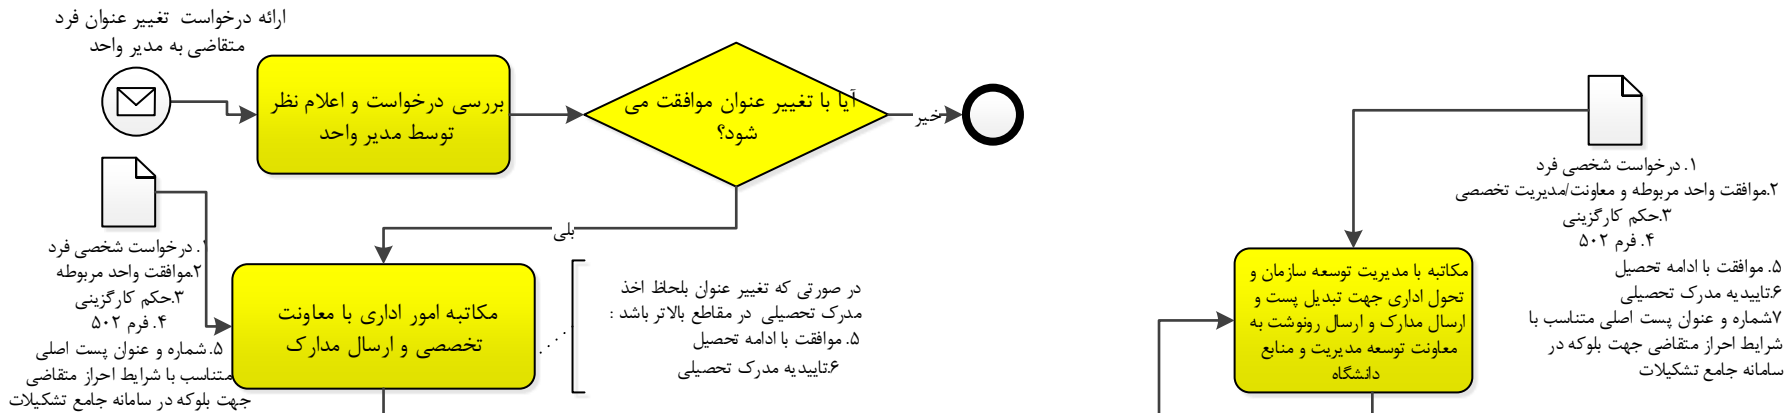 ارائه درخواست تغییر عنوان فرد
متقاضی به مدیر واحد
بررسی درخواست و اعلام نظر
توسط مدیر واحد
آیا با تغییر عنوان موافقت می
شود؟
خیر
بلی
۱. درخواست شخصی فرد
۲.موافقت واحد مربوطه
۳.حکم کارگزینی
۴. فرم ۵۰۲
۵. شماره و عنوان پست اصلی
متناسب با شرایط احراز متقاضی
جهت بلوکه در سامانه جامع تشکیلات
مکاتبه امور اداری با معاونت
تخصصی و ارسال مدارک
در صورتی که تغییر عنوان بلحاظ اخذ
مدرک تحصیلی در مقاطع بالاتر باشد :
۵. موافقت با ادامه تحصیل
۶.تاییدیه مدرک تحصیلی
مکاتبه با مدیریت توسعه سازمان و
تحول اداری جهت تبدیل پست و
ارسال مدارک و ارسال رونوشت به
معاونت توسعه مدیریت و منابع
دانشگاه
۱. درخواست شخصی فرد
۲.موافقت واحد مربوطه و معاونت/مدیریت تخصصی
۳.حکم کارگزینی
۴. فرم ۵۰۲
۵. موافقت با ادامه تحصیل
۶.تاییدیه مدرک تحصیلی
۷شماره و عنوان پست اصلی متناسب با
شرایط احراز متقاضی جهت بلوکه در
سامانه جامع تشکیلات